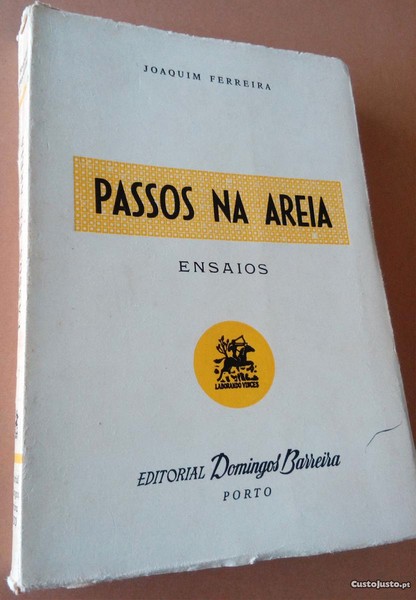 JOAQUIM FERREIRA
PASSOS NA AREIA
ENSAIOS
LABORANDO VINCES
EDITORIAL Domingos Barreira
PORTO
CustoJusto.pt